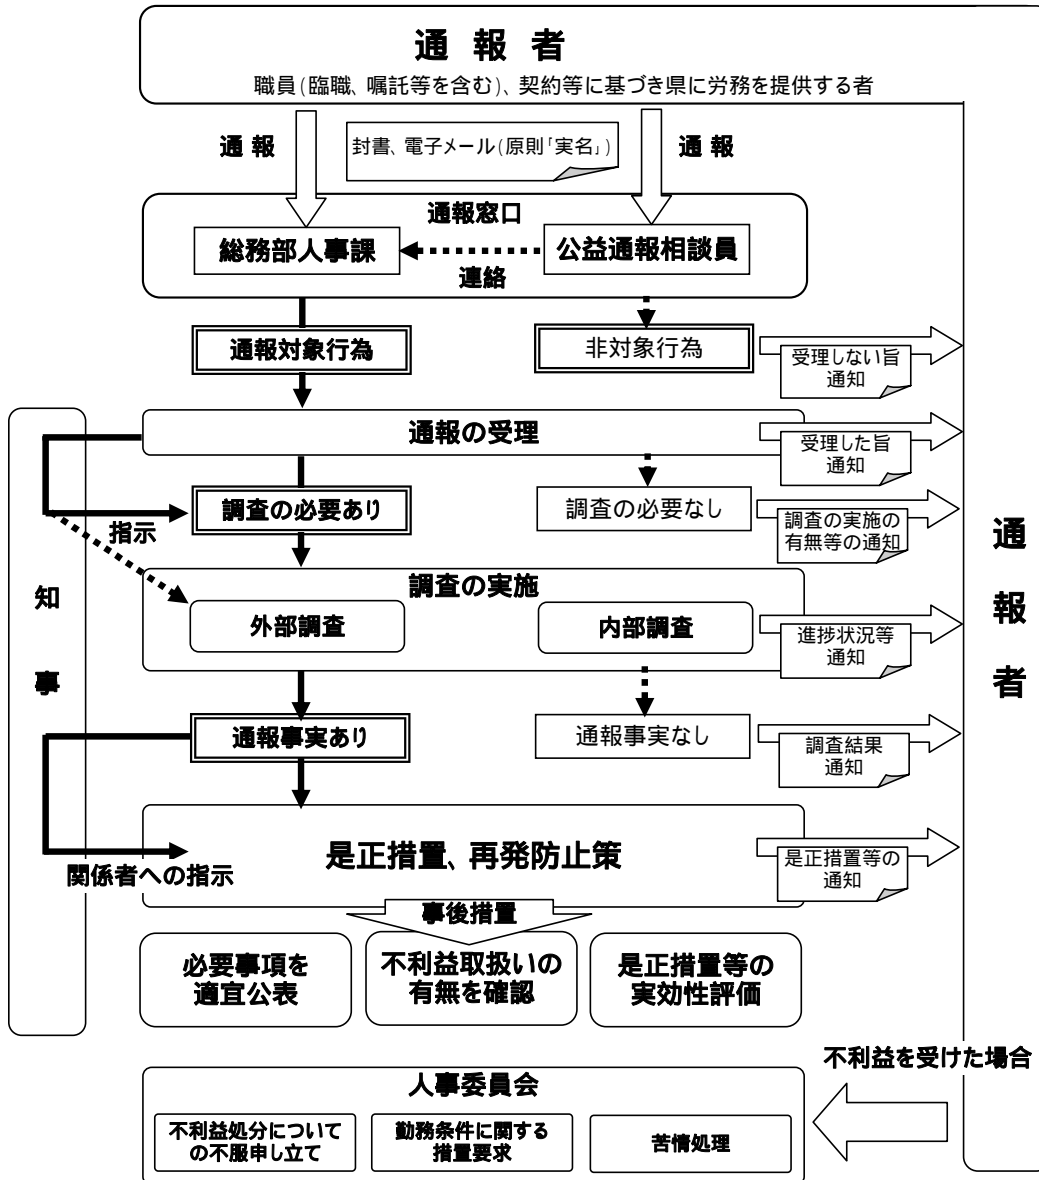 通報者
職員(臨職、嘱託等を含む)、契約等に基づき県に労務を提供する者
通報
封書、電子メール(原則「実名」)
通報
通報窓口
総務部人事課
公益通報相談員
連絡
通報対象行為
非対象行為
受理しない旨
通知
通報の受理
受理した旨
通知
調査の必要あり
調査の必要なし
調査の実施の
有無等の通知
指示
知事
通報者
調査の実施
外部調査
内部調査
進捗状況等
通知
通報事実あり
通報事実なし
調査結果
通知
是正措置、再発防止策
是正措置等の
通知
関係者への指示
事後措置
必要事項を
適宜公表
不利益取扱いの
有無を確認
是正措置等の
実効性評価
不利益を受けた場合
人事委員会
不利益処分について
の不服申し立て
勤務条件に関する
措置要求
苦情処理